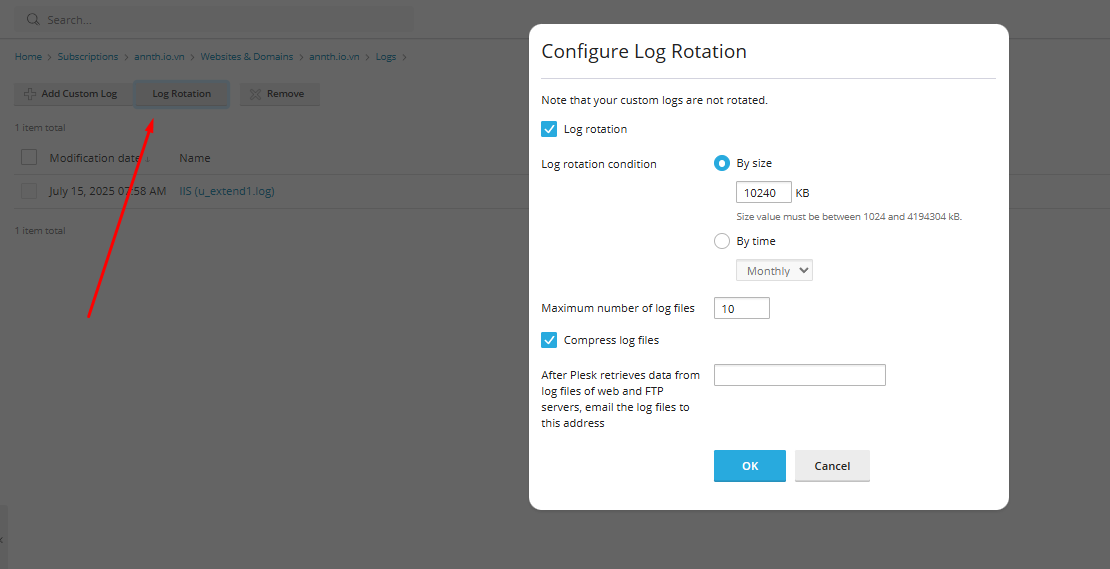 Search...
Home > Subscriptions > annth.io.vn > Websites & Domains > annth.io.vn > Logs >
Add Custom Log Log Rotation Remove
1 item total
Modification date ↓ Name
July 15, 2025 07:58 AM IIS (u_extend1.log)
1 item total
Configure Log Rotation
Note that your custom logs are not rotated.
Log rotation
Log rotation condition By size
10240 KB
Size value must be between 1024 and 4194304 kB.
By time
Monthly
Maximum number of log files 10
Compress log files
After Plesk retrieves data from
log files of web and FTP
servers, email the log files to
this address
OK Cancel